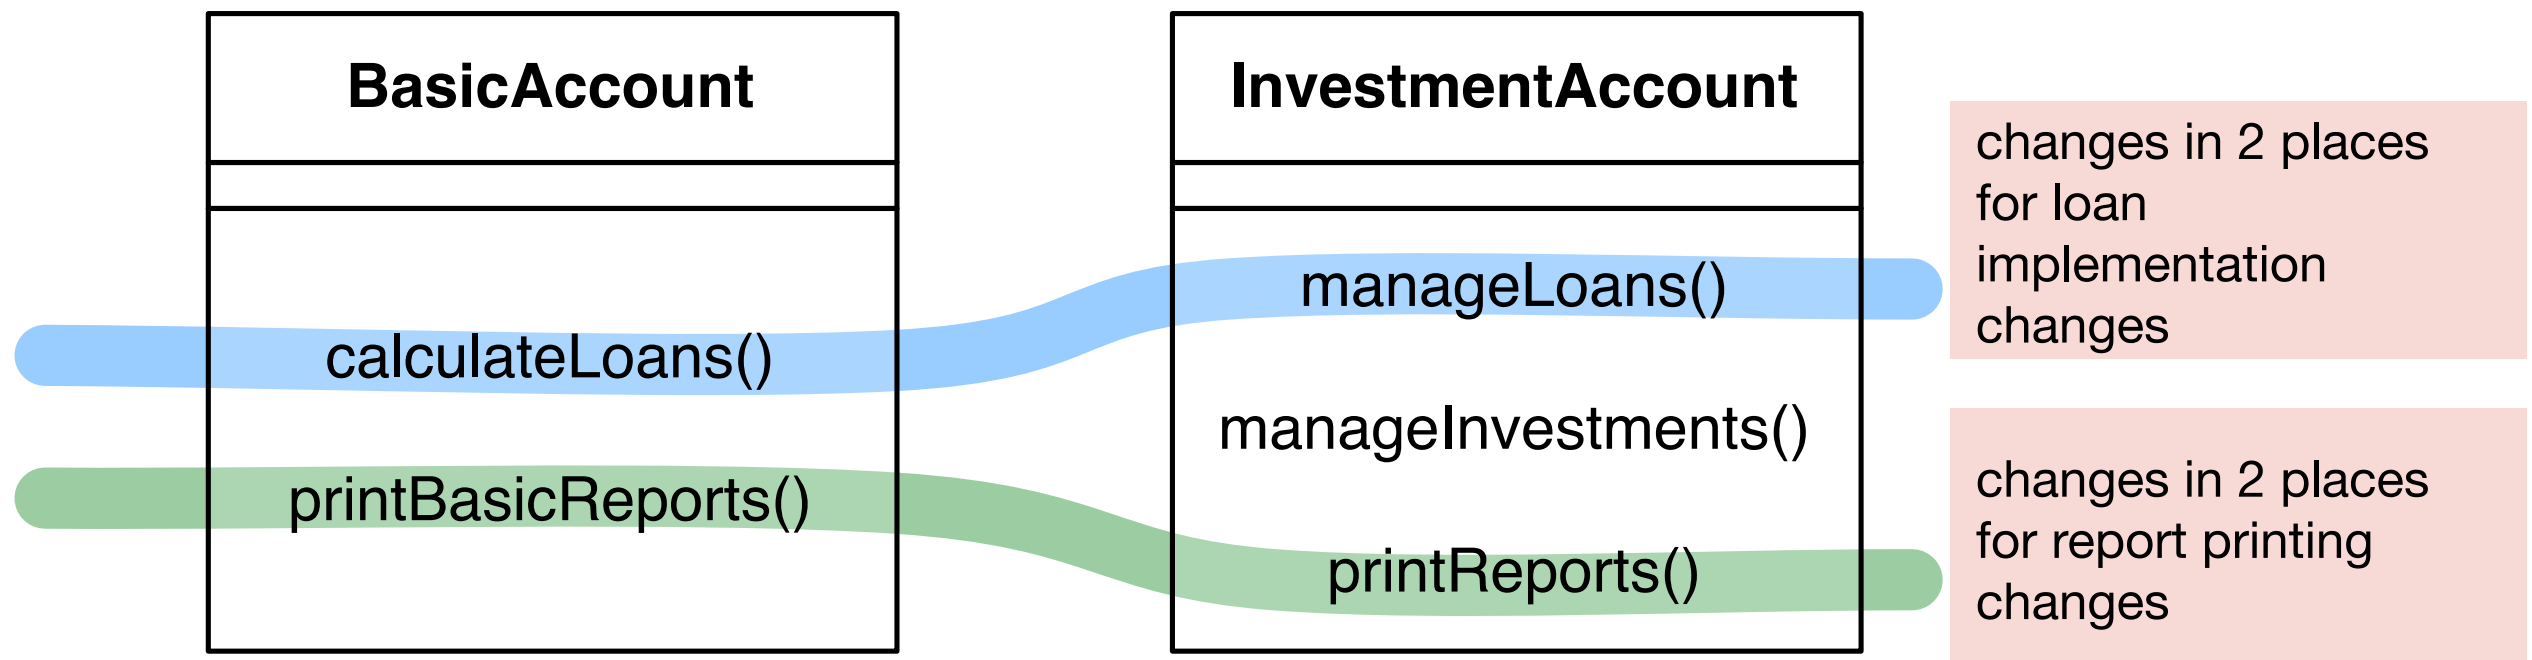 BasicAccount
calculateLoans()
printBasicReports()
InvestmentAccount
manageLoans()
manageInvestments()
printReports()
changes in 2 places
for loan
implementation
changes
changes in 2 places
for report printing
changes